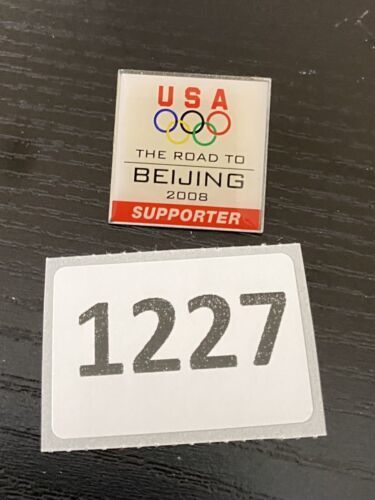 USA
THE ROAD TO
BEIJING
2008
SUPPORTER
1227